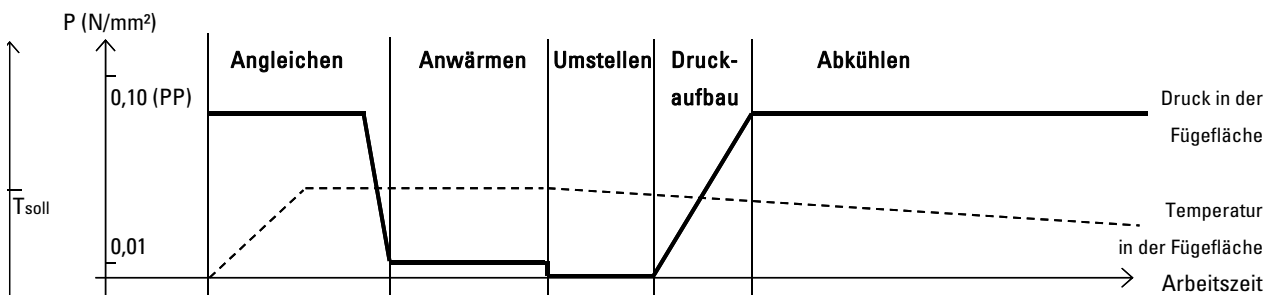 P (N/mm²)
Angleichen
Anwärmen
Umstellen
Druck-
aufbau
Abkühlen
0,10 (PP)
Druck in der
Fügefläche
Tsoll
Temperatur
in der Fügefläche
0,01
Arbeitszeit